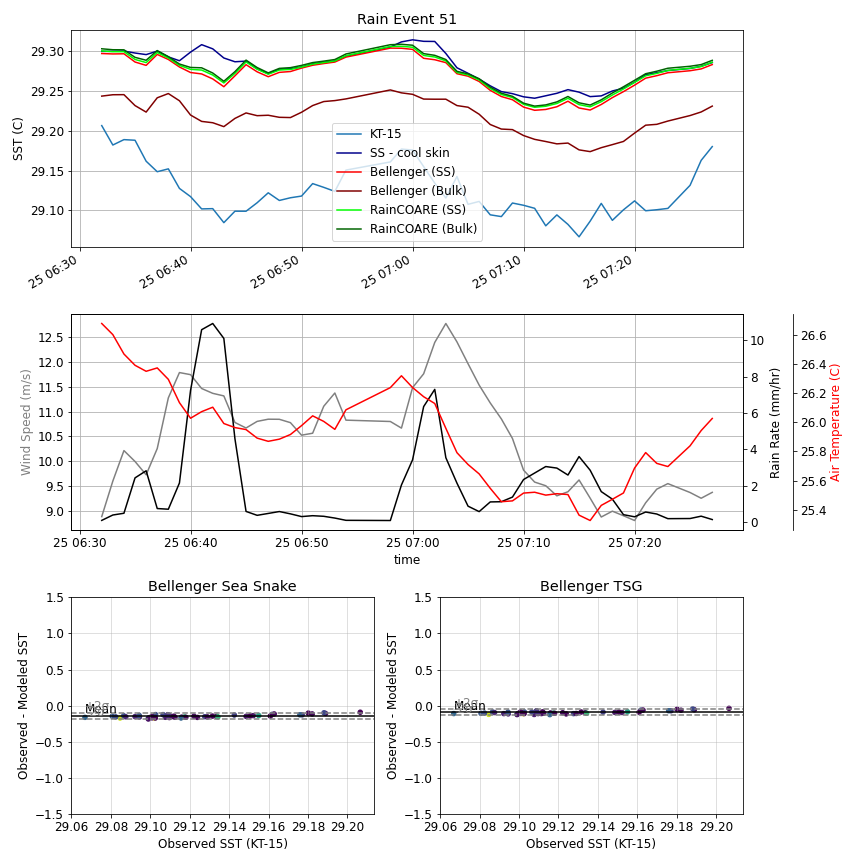 Rain Event 51
SST (C)
29.30
29.25
29.20
29.15
29.10
KT-15
SS - cool skin
Bellenger (SS)
Bellenger (Bulk)
RainCOARE (SS)
RainCOARE (Bulk)
25 06:30 25 06:40 25 06:50 25 07:00 25 07:10 25 07:20
Wind Speed (m/s)
12.5
12.0
11.5
11.0
10.5
10.0
9.5
9.0
10
8
6
4
2
0
Rain Rate (mm/hr)
26.6
26.4
26.2
26.0
25.8
25.6
25.4
Air Temperature (C)
25 06:30 25 06:40 25 06:50 25 07:00 25 07:10 25 07:20
time
Bellenger Sea Snake
Observed - Modeled SST
1.5
1.0
0.5
0.0
−0.5
−1.0
−1.5
Mean
29.06 29.08 29.10 29.12 29.14 29.16 29.18 29.20
Observed SST (KT-15)
Bellenger TSG
Observed - Modeled SST
1.5
1.0
0.5
0.0
−0.5
−1.0
−1.5
Mean
29.06 29.08 29.10 29.12 29.14 29.16 29.18 29.20
Observed SST (KT-15)